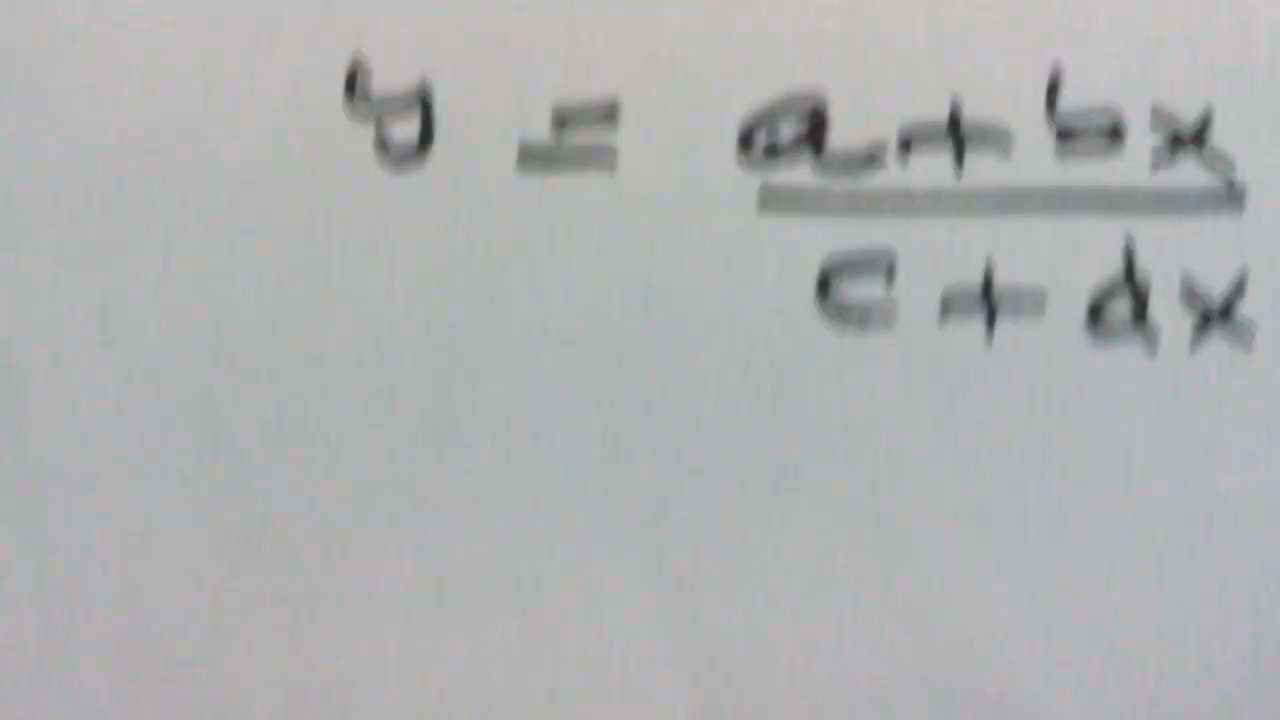 y = a+bx
c+dx